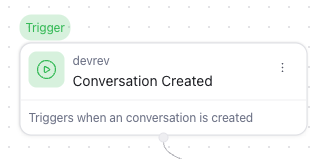 Trigger
devrev
Conversation Created
Triggers when an conversation is created